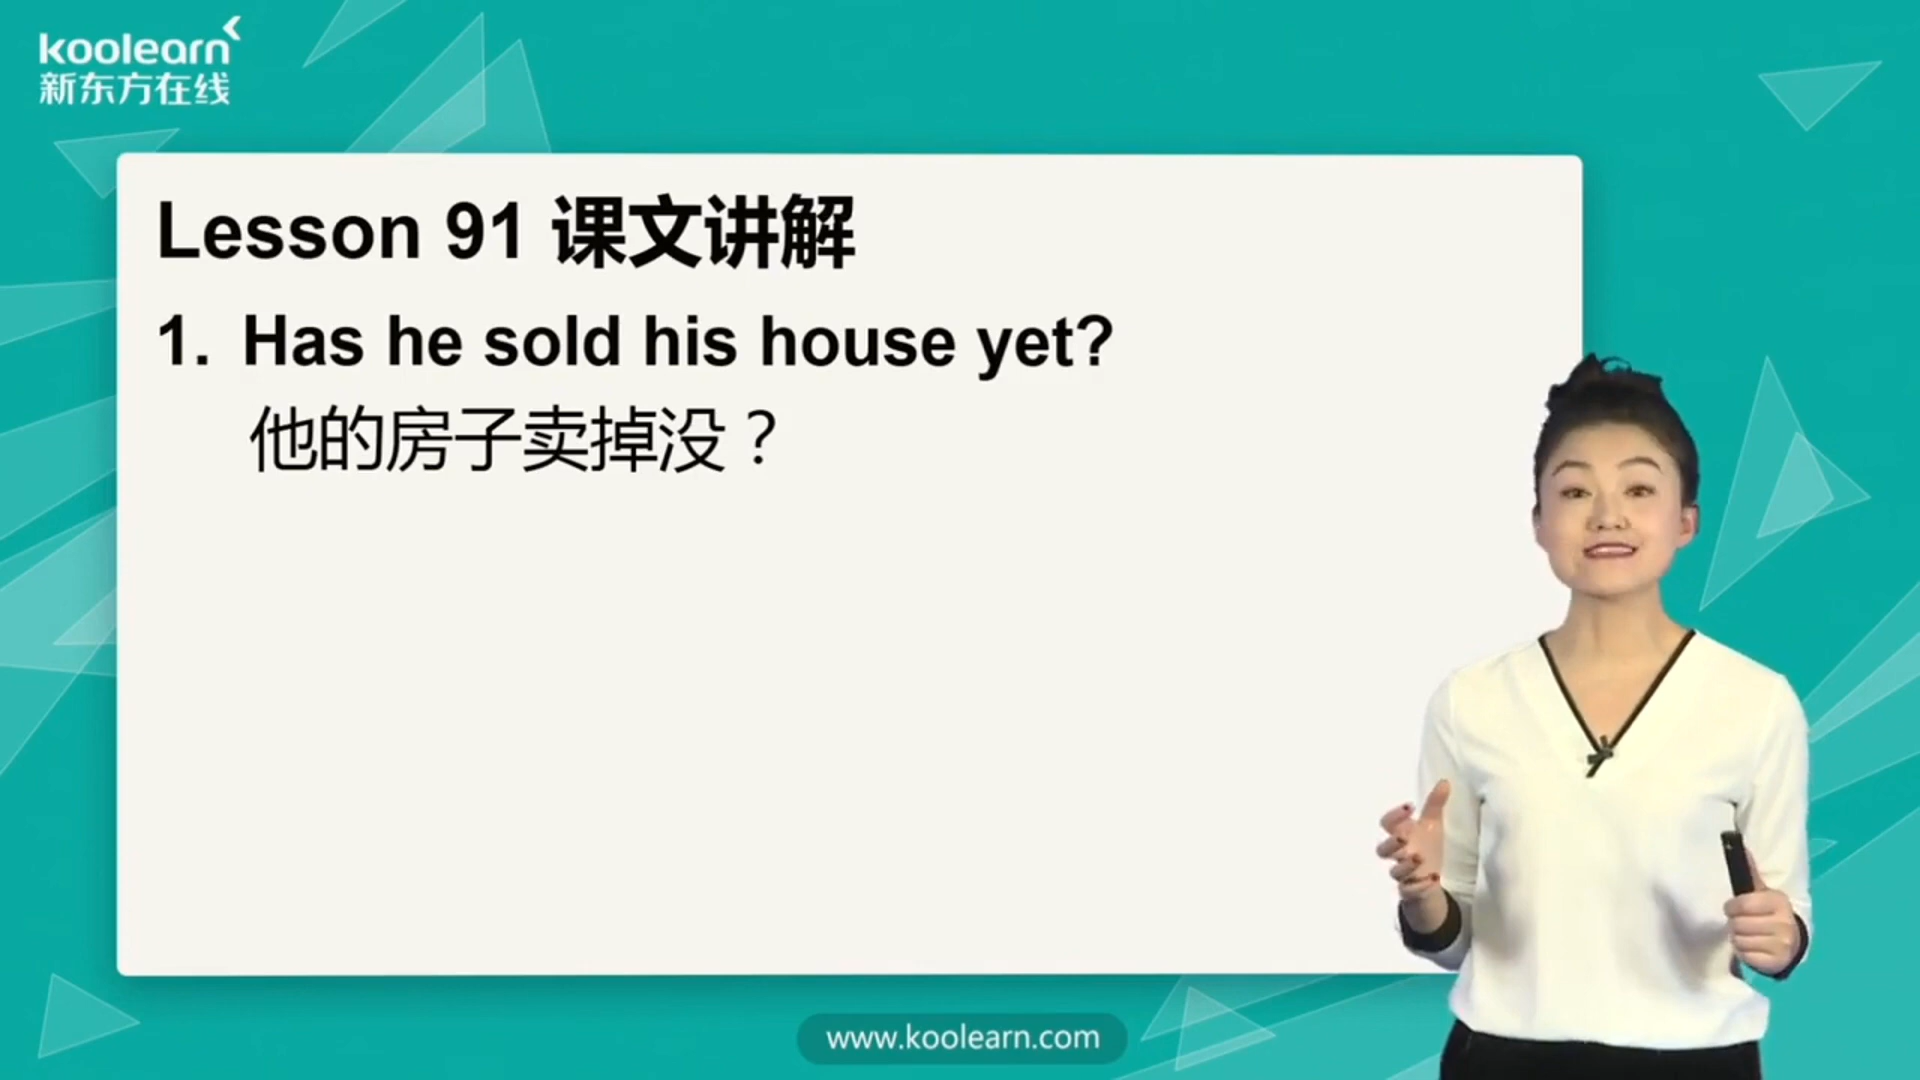 koolearn
新东方在线
Lesson 91 课文讲解
1. Has he sold his house yet?
他的房子卖掉没？
www.koolearn.com